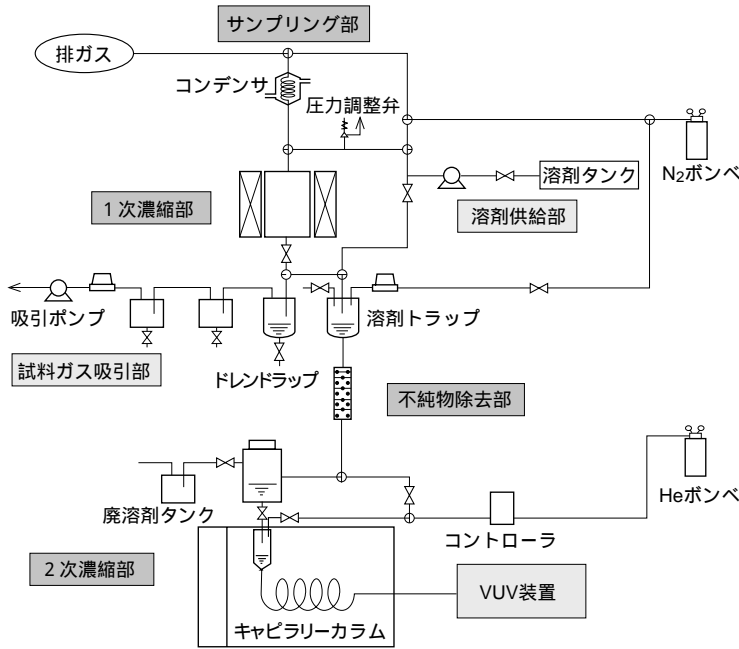 サンプリング部
排ガス
コンデンサ
圧力調整弁
N2ボンベ
溶剤タンク
1次濃縮部
溶剤供給部
吸引ポンプ
溶剤トラップ
試料ガス吸引部
ドレンドラップ
不純物除去部
Heボンベ
廃溶剤タンク
コントローラ
2次濃縮部
VUV装置
キャピラリーカラム